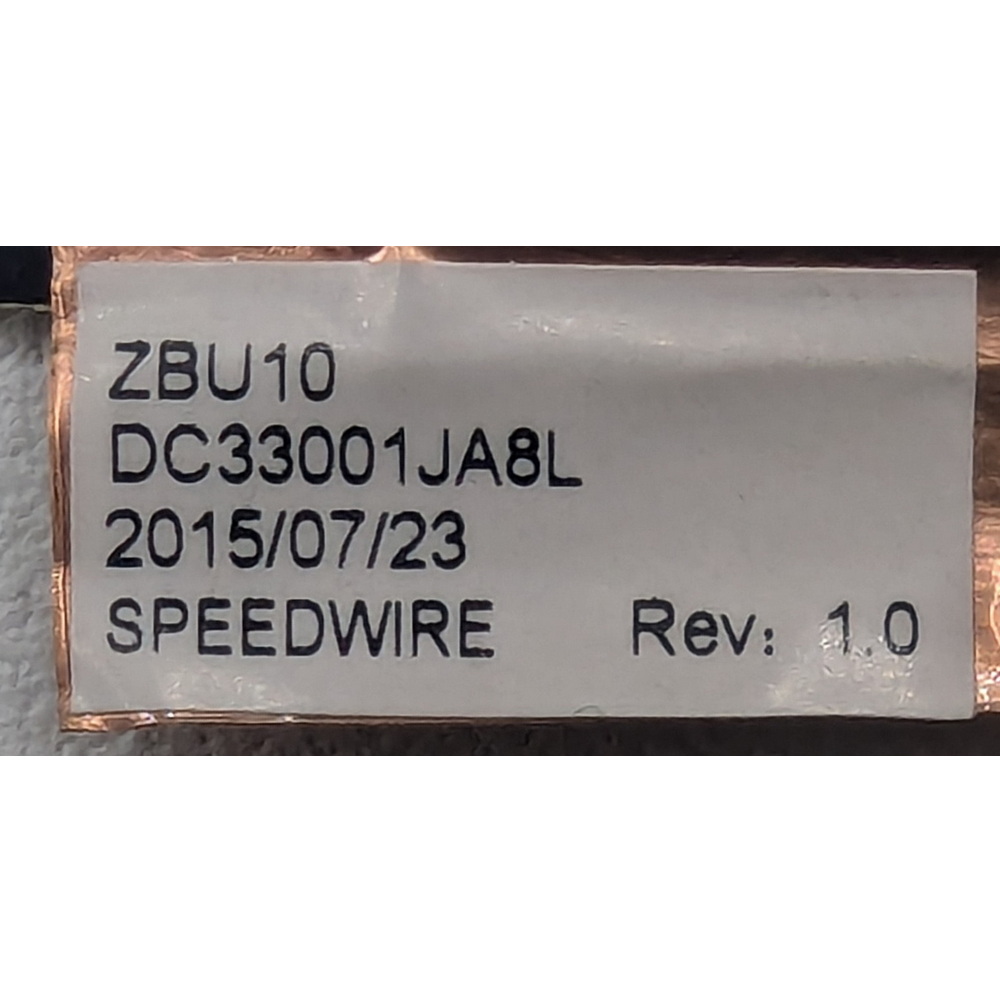 ZBU10
DC33001JA8L
2015/07/23
SPEEDWIRE Rev: 1.0